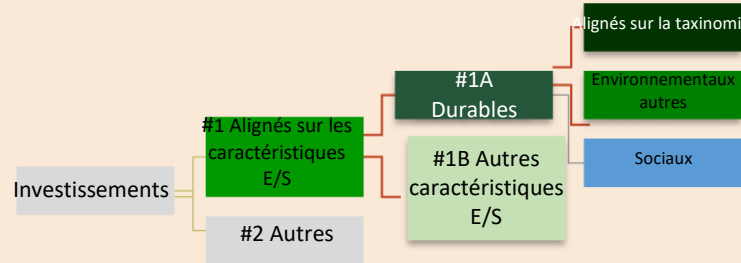 Investissements
#1 Alignés sur les
caractéristiques
E/S
#2 Autres
#1A
Durables
#1B Autres
caractéristiques
E/S
Alignés sur la taxinomi
Environnementaux
autres
Sociaux